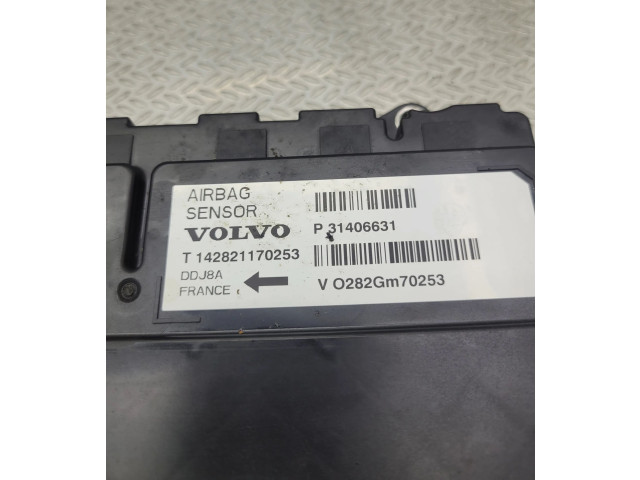 AIRBAG
SENSOR
VOLVO P 31406631
T 142821170253
DDJ8A
FRANCE V O282Gm70253